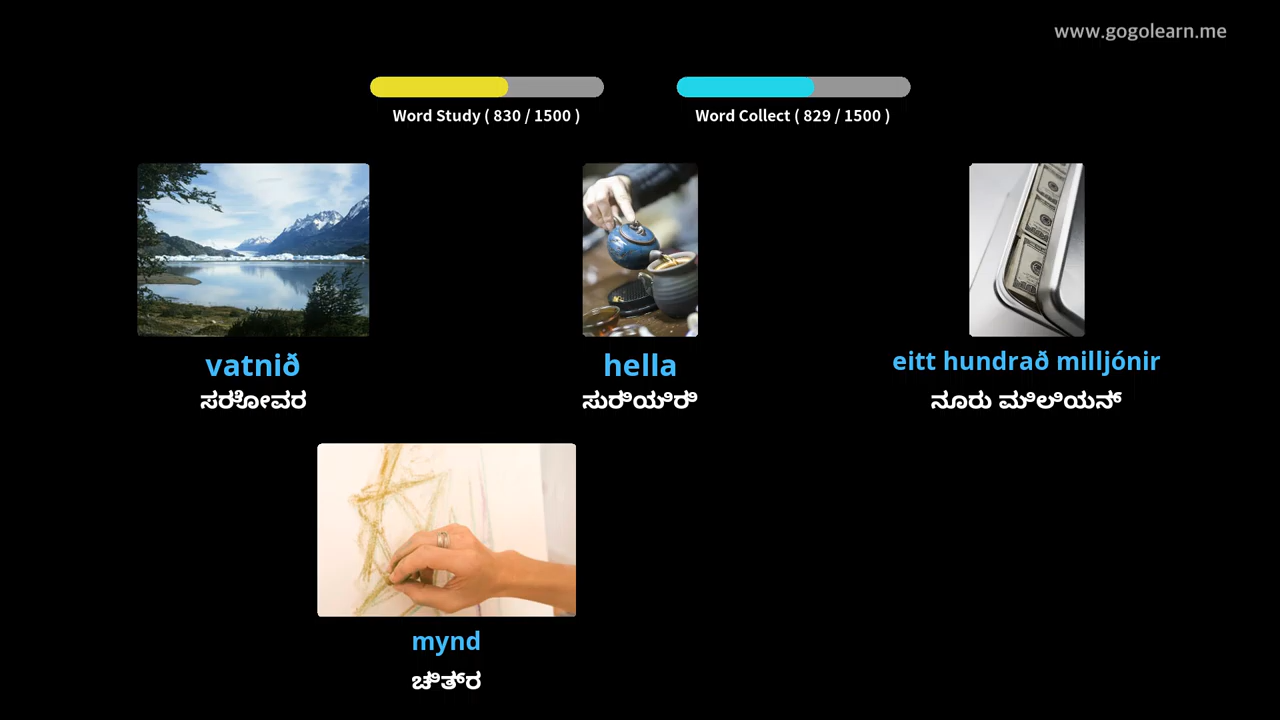 www.gogolearn.me
Word Study ( 830 / 1500 )
Word Collect ( 829 / 1500 )
vatnið
ಸರೋವರ
hella
ಸುರಿಯಿರಿ
eitt hundrað milljónir
ನೂರು ಮಿಲಿಯನ್
mynd
ಚಿತ್ರ